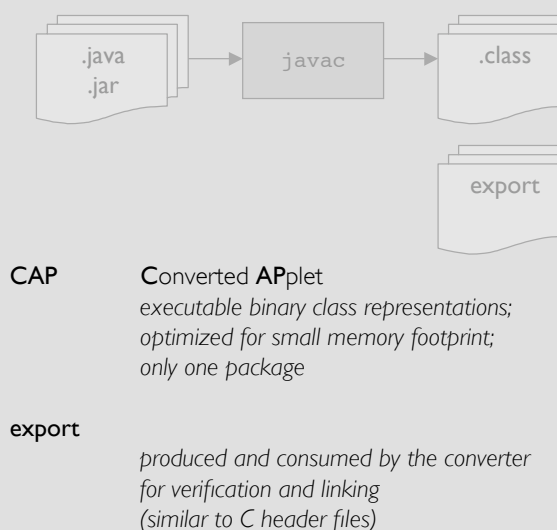 .java
.jar
javac
.class
export
CAP Converted APplet
executable binary class representations;
optimized for small memory footprint;
only one package
export
produced and consumed by the converter
for verification and linking
(similar to C header files)